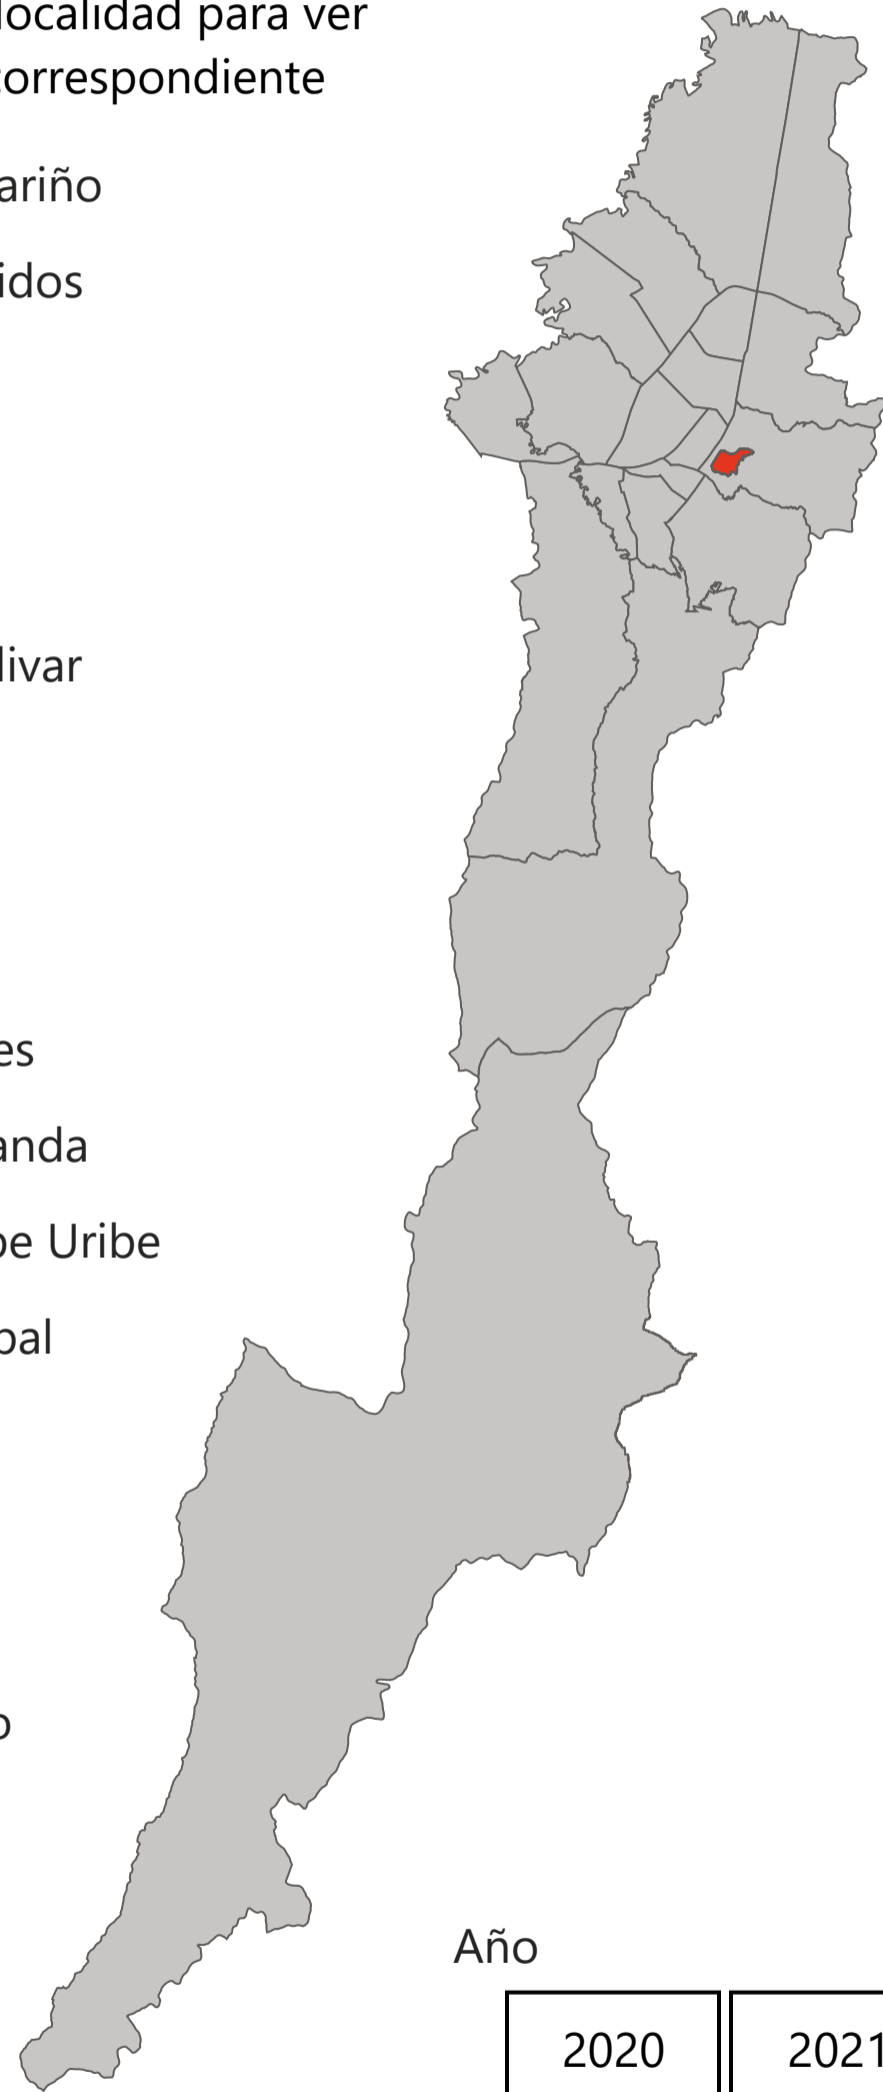 localidad para ver
correspondiente
ariño
idos
livar
es
anda
pe Uribe
bal
o
Año
2020
2021